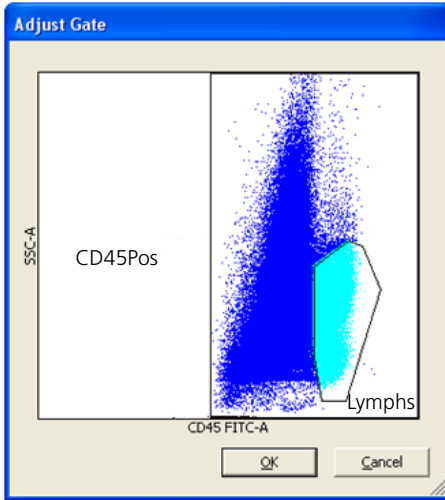 Adjust Gate
SSC-A
CD45Pos
Lymphs
CD45 FITC-A
OK
Cancel